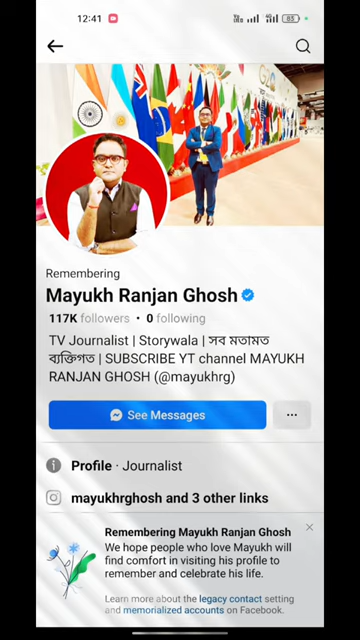 12:41
83
G20
Remembering
Mayukh Ranjan Ghosh
117K followers • 0 following
TV Journalist | Storywala | সব মতামত
ব্যক্তিগত | SUBSCRIBE YT channel MAYUKH
RANJAN GHOSH (@mayukhrg)
See Messages
Profile · Journalist
mayukhrghosh and 3 other links
Remembering Mayukh Ranjan Ghosh
We hope people who love Mayukh will
find comfort in visiting his profile to
remember and celebrate his life.
Learn more about the legacy contact setting
and memorialized accounts on Facebook.